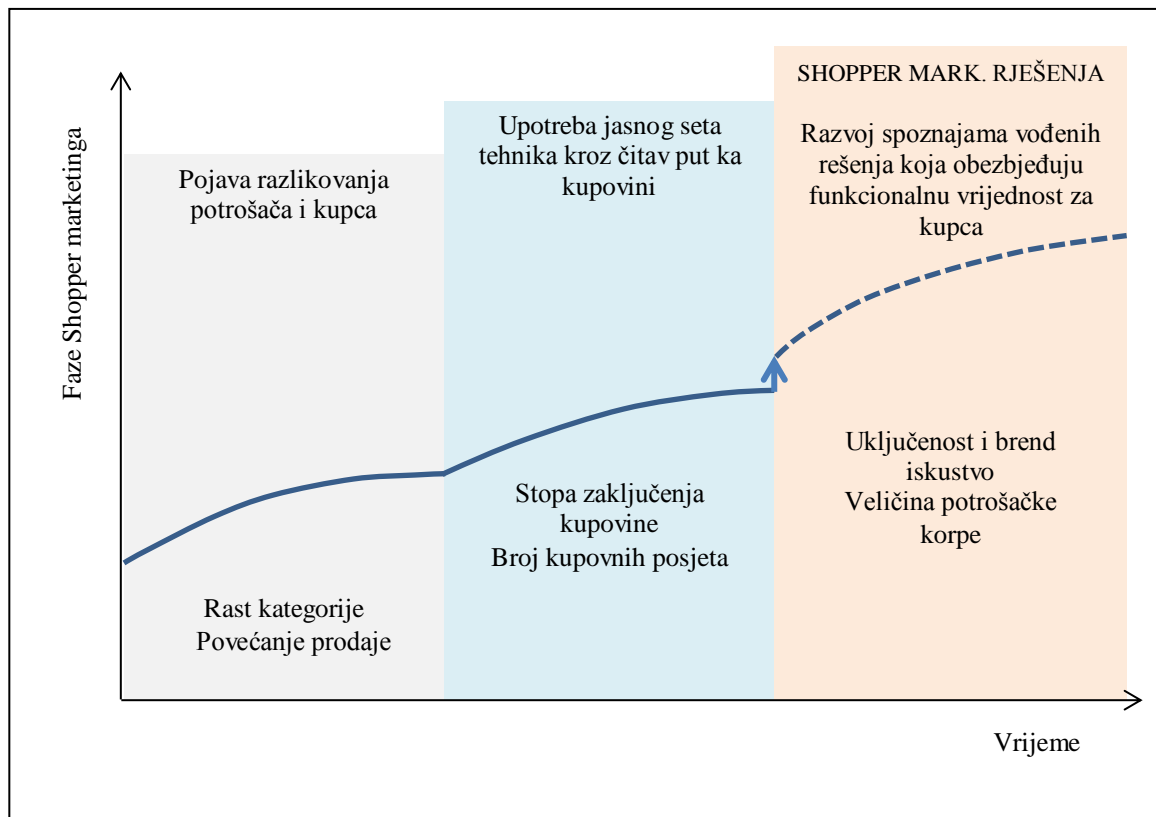 Faze Shopper marketinga
Pojava razlikovanja
potrošača i kupca
Rast kategorije
Povećanje prodaje
Upotreba jasnog seta
tehnika kroz čitav put ka
kupovini
Stopa zaključenja
kupovine
Broj kupovnih posjeta
SHOPPER MARK. RJEŠENJA
Razvoj spoznajama vođenih
rešenja koja obezbjeđuju
funkcionalnu vrijednost za
kupca
Uključenost i brend
iskustvo
Veličina potrošačke
korpe
Vrijeme